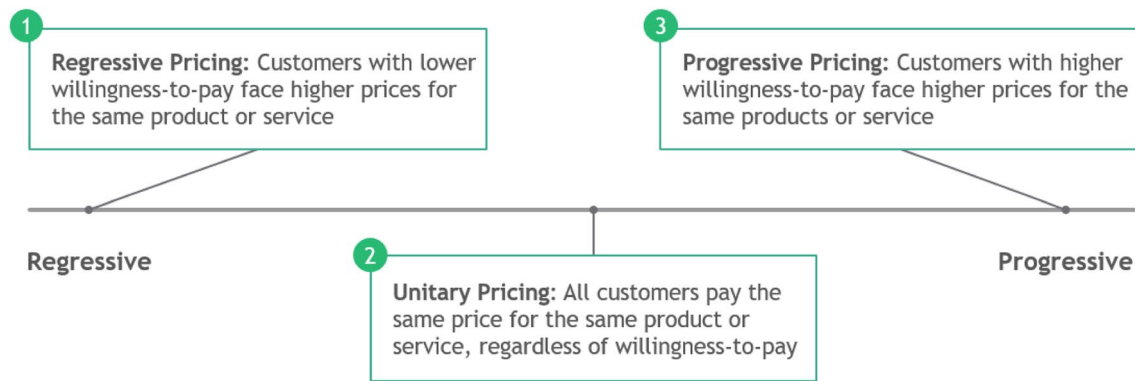 1
Regressive Pricing: Customers with lower
willingness-to-pay face higher prices for
the same product or service
3
Progressive Pricing: Customers with higher
willingness-to-pay face higher prices for the
same products or service
Regressive
Progressive
2
Unitary Pricing: All customers pay the
same price for the same product or
service, regardless of willingness-to-pay